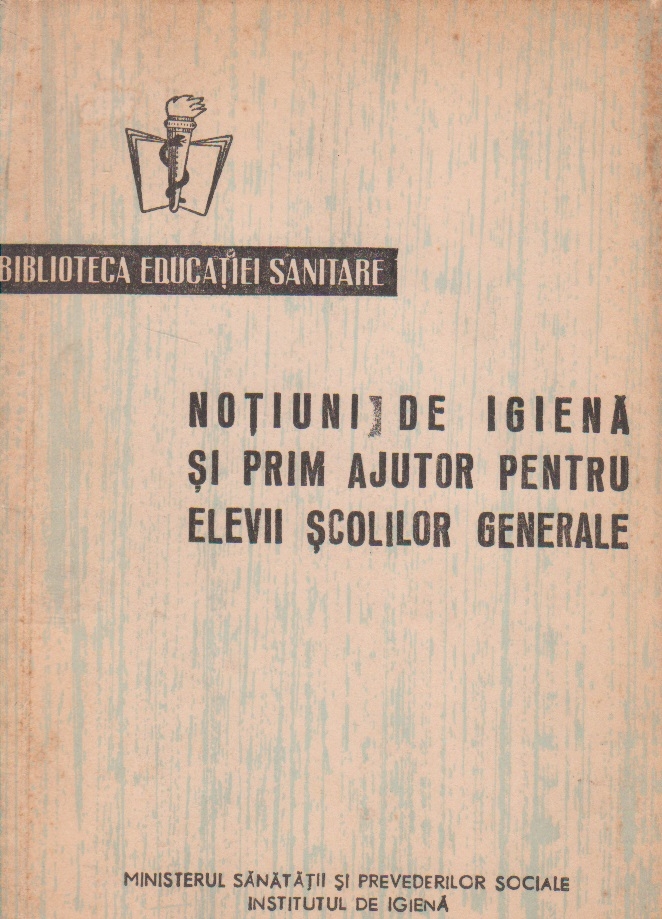 BIBLIOTECA EDUCAȚIEI SANITARE
NOȚIUNI DE IGIENĂ
ȘI PRIM AJUTOR PENTRU
ELEVII ȘCOLILOR GENERALE
MINISTERUL SĂNĂTĂȚII ȘI PREVEDERILOR SOCIALE
INSTITUTUL DE IGIENĂ